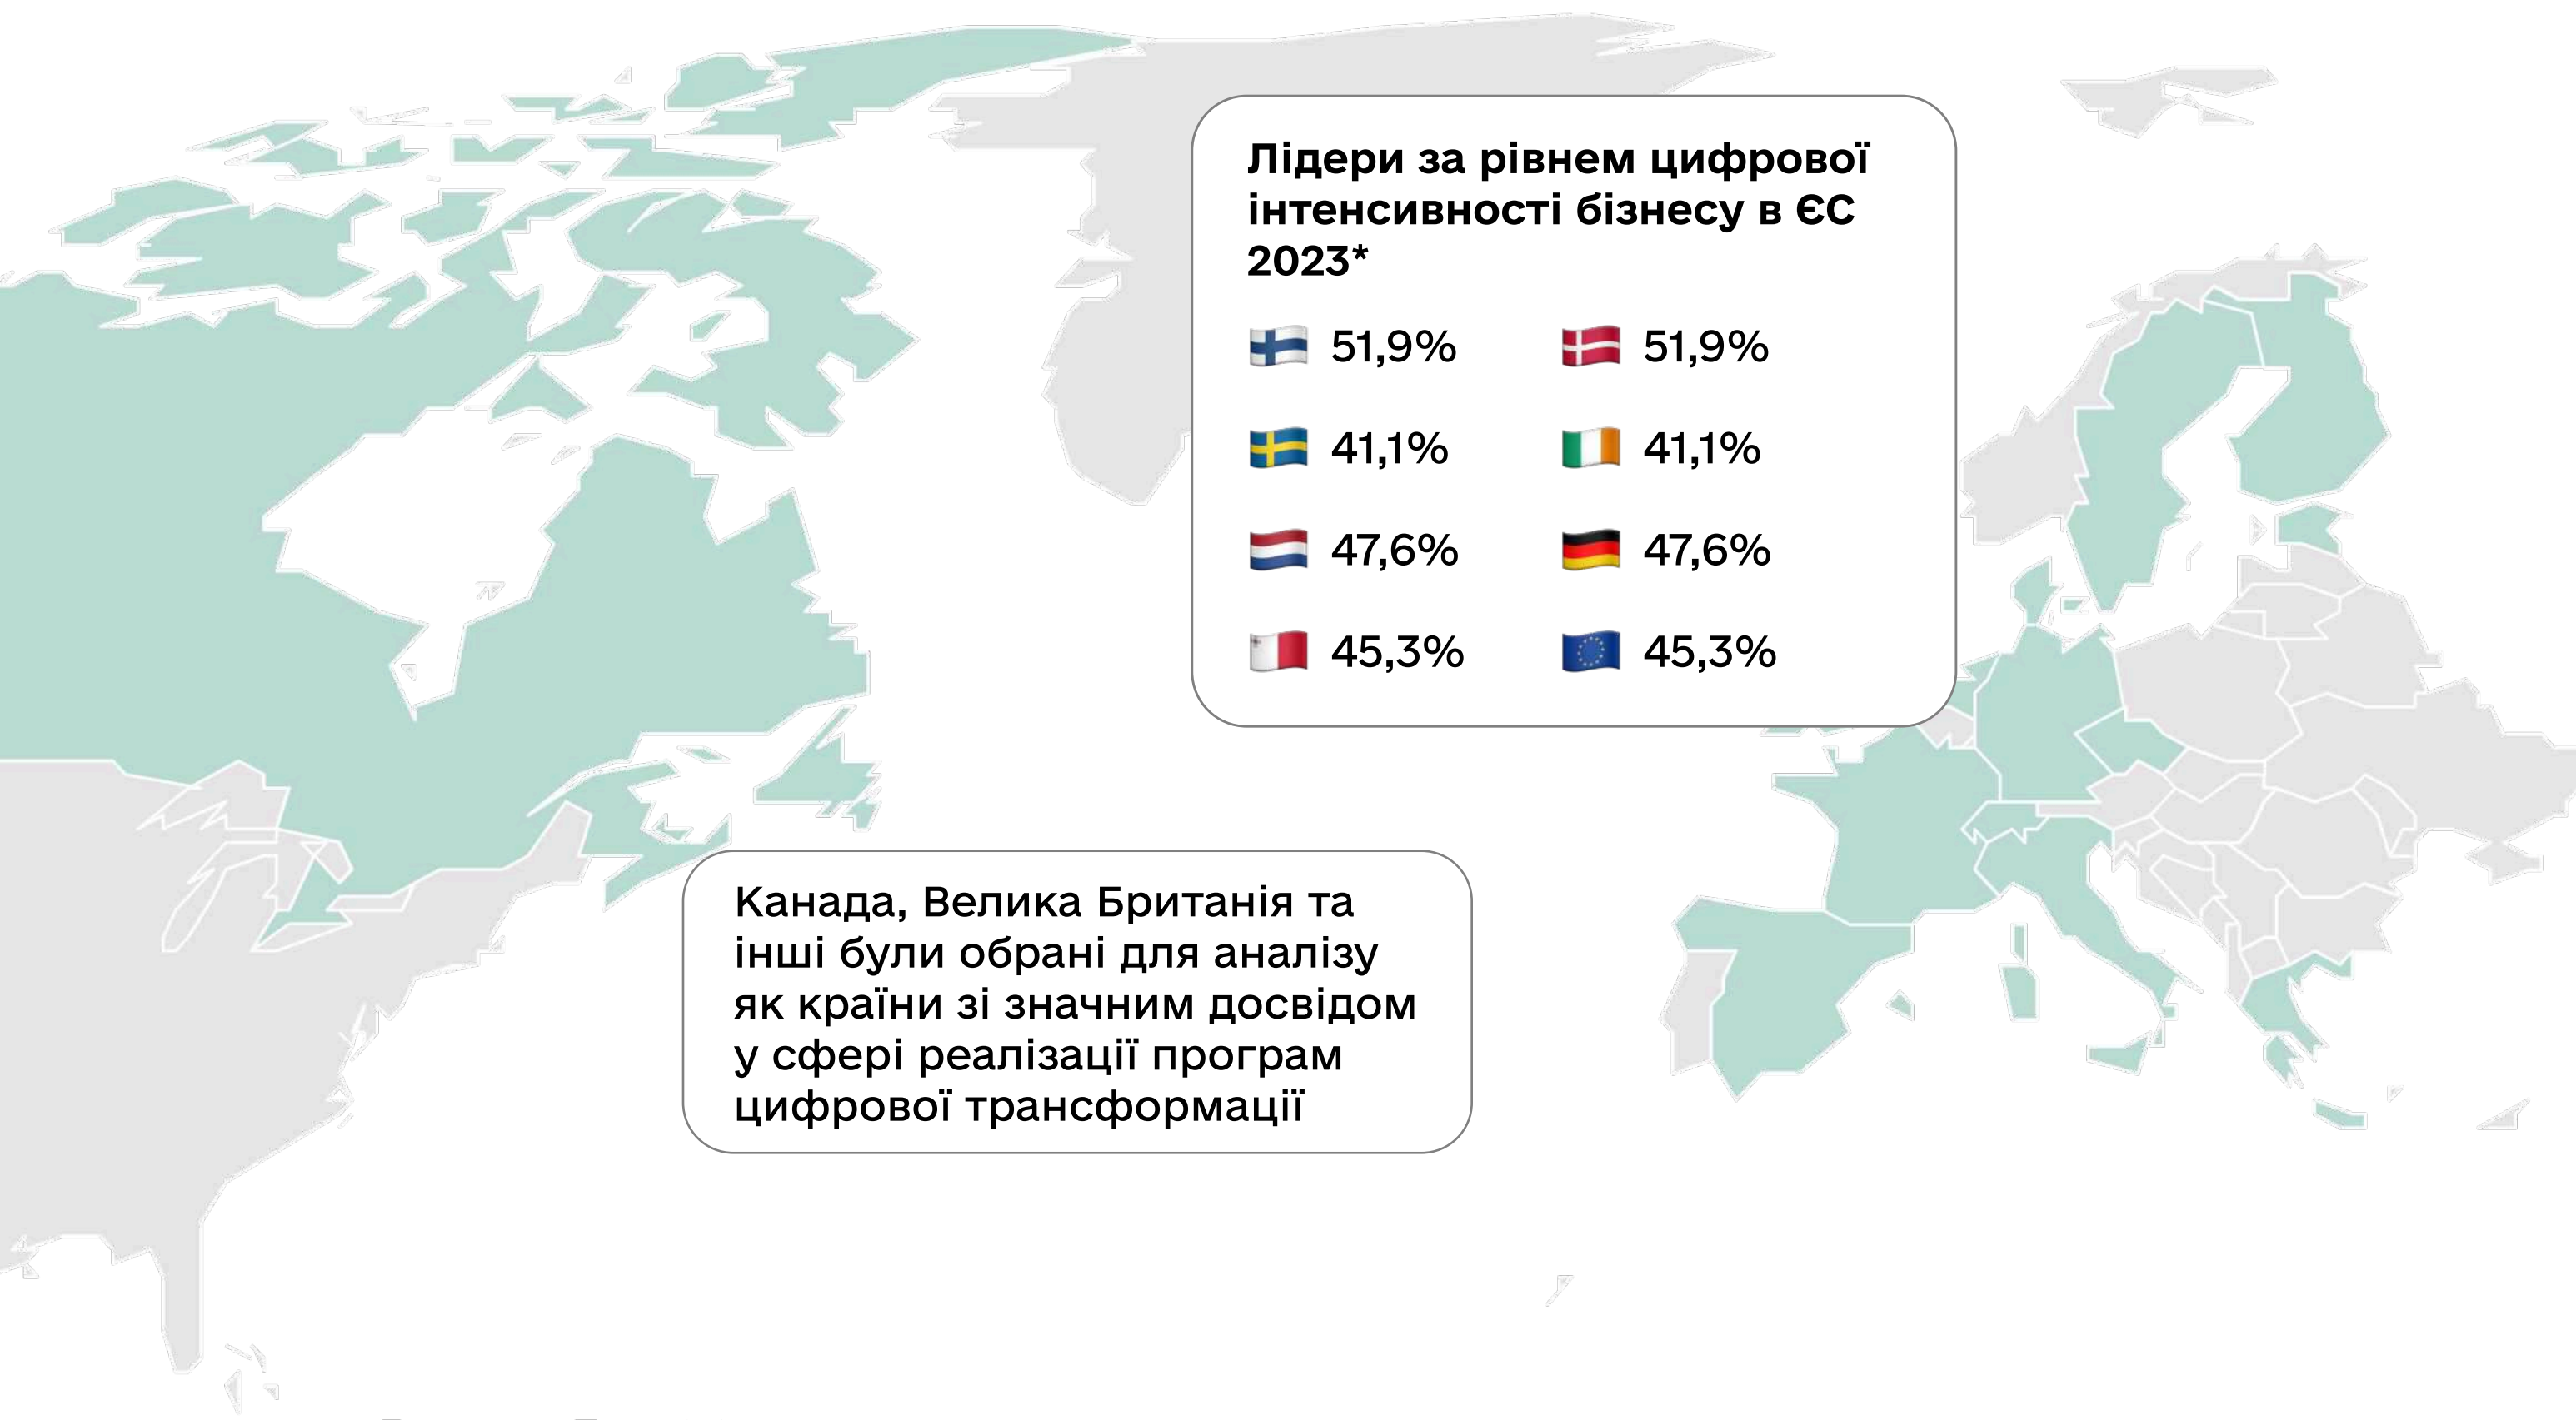 Лідери за рівнем цифрової
інтенсивності бізнесу в ЄС
2023*
51,9% 51,9%
41,1% 41,1%
47,6% 47,6%
45,3% 45,3%
Канада, Велика Британія та
інші були обрані для аналізу
як країни зі значним досвідом
у сфері реалізації програм
цифрової трансформації